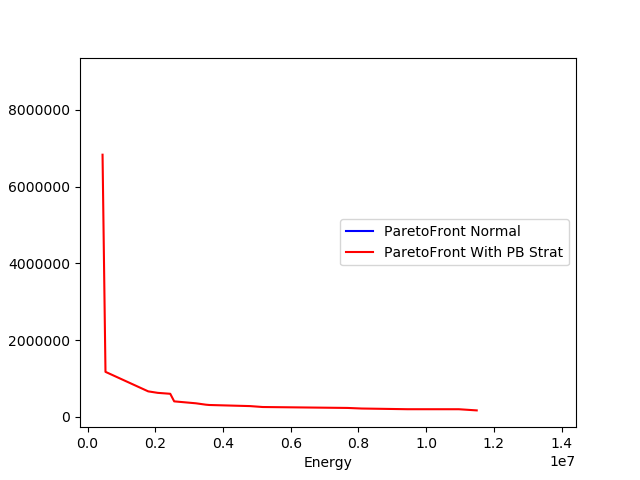 8000000
6000000
4000000
2000000
0
ParetoFront Normal
ParetoFront With PB Strat
0.0 0.2 0.4 0.6 0.8 1.0 1.2 1.4
1e7
Energy